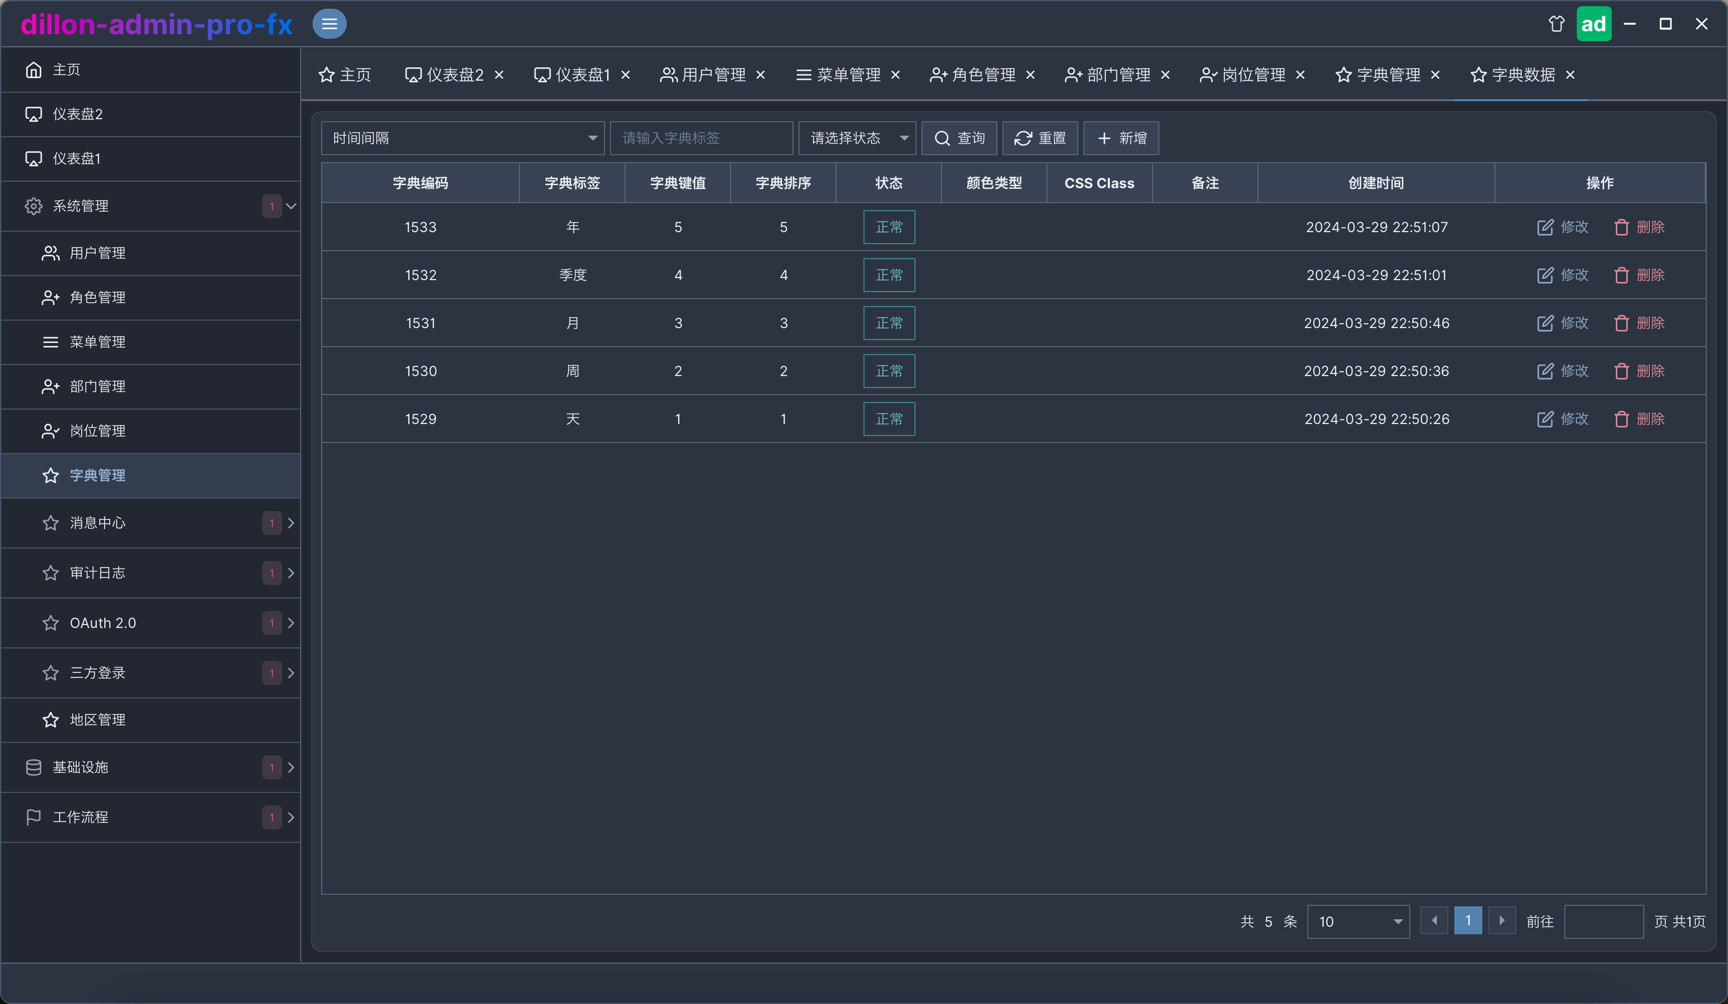 dillon-admin-pro-fx
ad
主页
仪表盘2
仪表盘1
系统管理 1
用户管理
角色管理
菜单管理
部门管理
岗位管理
字典管理
消息中心 1
审计日志 1
OAuth 2.0 1
三方登录 1
地区管理
基础设施 1
工作流程 1
主页 仪表盘2 仪表盘1 用户管理 菜单管理 角色管理 部门管理 岗位管理 字典管理 字典数据
时间间隔 请输入字典标签 请选择状态 查询 重置 新增
字典编码 字典标签 字典键值 字典排序 状态 颜色类型 CSS Class 备注 创建时间 操作
1533 年 5 5 正常 2024-03-29 22:51:07 修改 删除
1532 季度 4 4 正常 2024-03-29 22:51:01 修改 删除
1531 月 3 3 正常 2024-03-29 22:50:46 修改 删除
1530 周 2 2 正常 2024-03-29 22:50:36 修改 删除
1529 天 1 1 正常 2024-03-29 22:50:26 修改 删除
共 5 条 10 1 前往 页 共1页